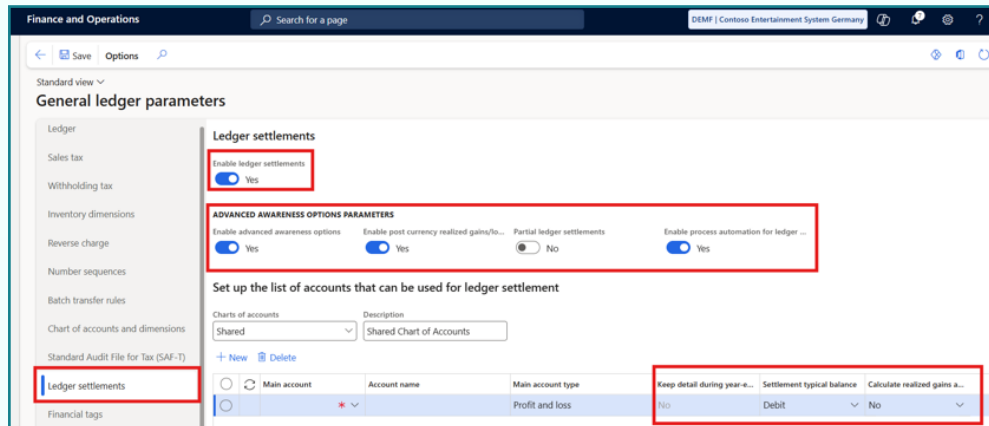 Finance and Operations
Search for a page
DEMF | Contoso Entertainment System Germany
?
Save Options
Standard view
General ledger parameters
Ledger
Sales tax
Withholding tax
Inventory dimensions
Reverse charge
Number sequences
Batch transfer rules
Chart of accounts and dimensions
Standard Audit File for Tax (SAF-T)
Ledger settlements
Financial tags
Ledger settlements
Enable ledger settlements
Yes
ADVANCED AWARENESS OPTIONS PARAMETERS
Enable advanced awareness options Enable post currency realized gains/lo... Partial ledger settlements Enable process automation for ledger ...
Yes Yes No Yes
Set up the list of accounts that can be used for ledger settlement
Charts of accounts Description
Shared Shared Chart of Accounts
+ New Delete
Main account Account name Main account type Keep detail during year-e... Settlement typical balance Calculate realized gains a...
* Profit and loss No Debit No